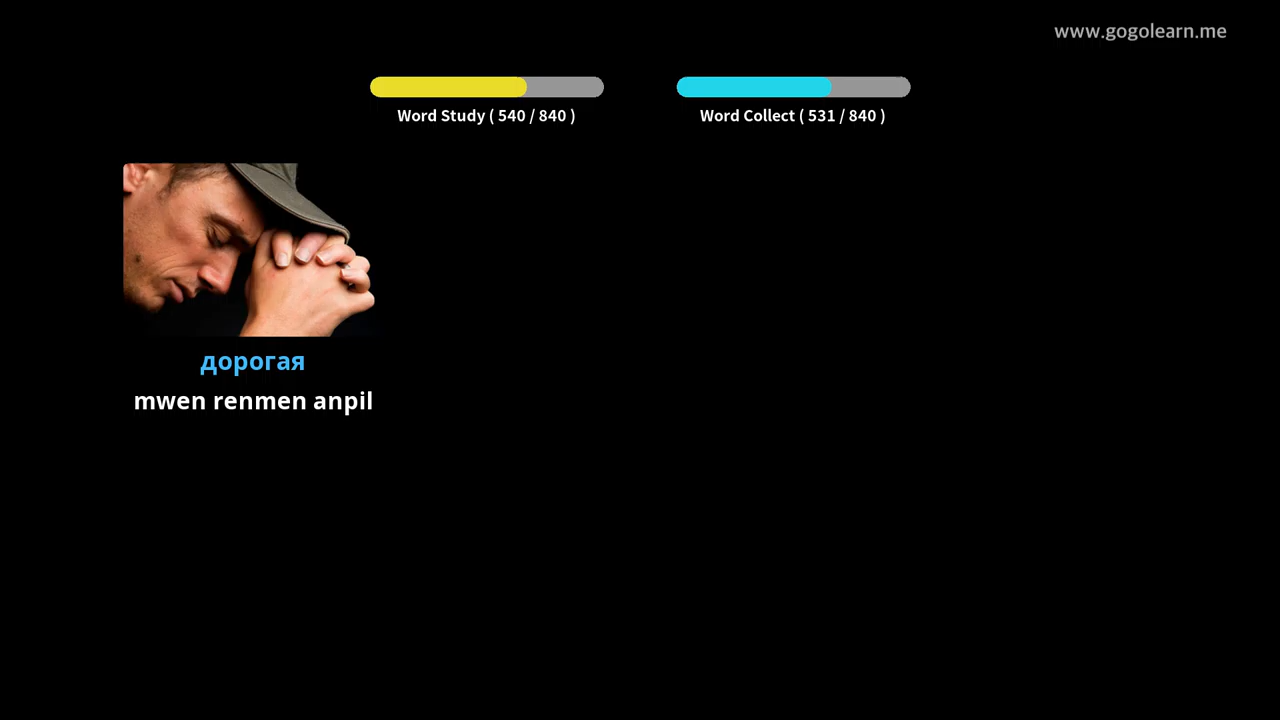 www.gogolearn.me
Word Study ( 540 / 840 )
Word Collect ( 531 / 840 )
дорогая
mwen renmen anpil